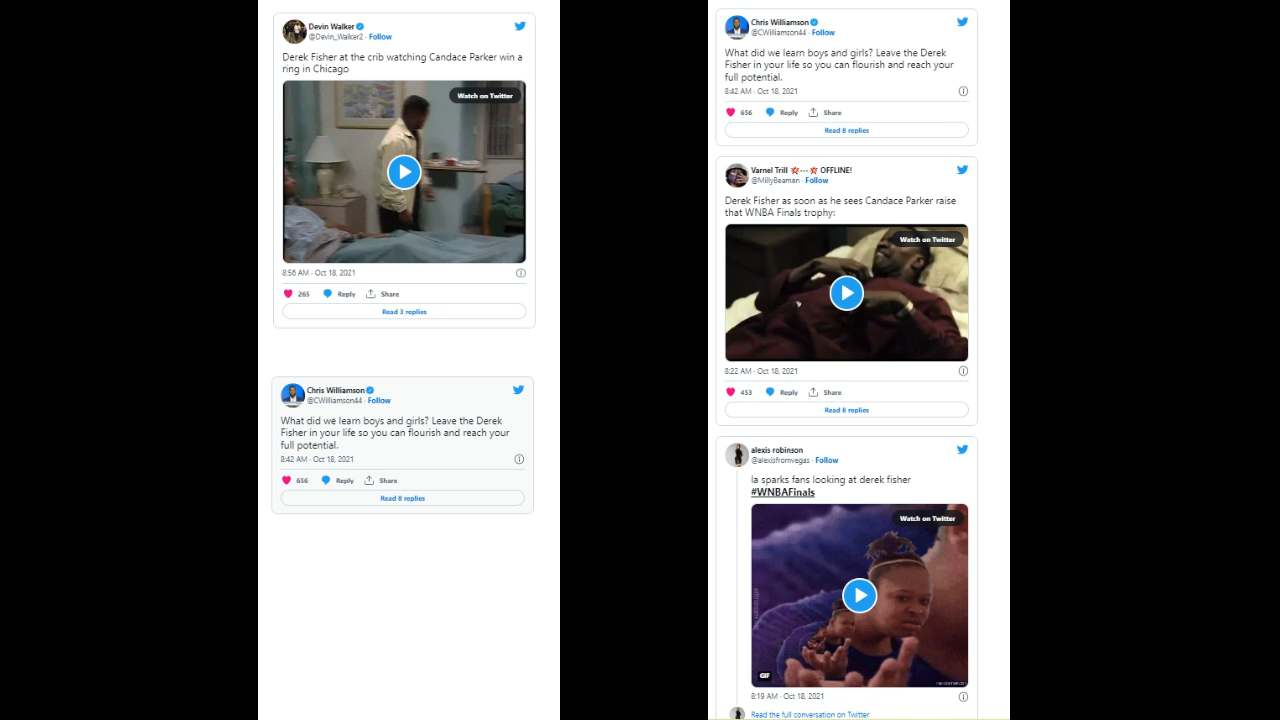 Devin Walker
@Devin_Walker2 · Follow
Derek Fisher at the crib watching Candace Parker win a
ring in Chicago
Watch on Twitter
8:56 AM · Oct 18, 2021
265 Reply Share
Read 3 replies
Chris Williamson
@CWilliamson44 · Follow
What did we learn boys and girls? Leave the Derek
Fisher in your life so you can flourish and reach your
full potential.
8:42 AM · Oct 18, 2021
656 Reply Share
Read 8 replies
Chris Williamson
@CWilliamson44 · Follow
What did we learn boys and girls? Leave the Derek
Fisher in your life so you can flourish and reach your
full potential.
8:42 AM · Oct 18, 2021
656 Reply Share
Read 8 replies
Varnel Trill 💢---💢 OFFLINE!
@MillyBeamen · Follow
Derek Fisher as soon as he sees Candace Parker raise
that WNBA Finals trophy:
Watch on Twitter
8:22 AM · Oct 18, 2021
453 Reply Share
Read 8 replies
alexis robinson
@alexisfromvegas · Follow
la sparks fans looking at derek fisher
#WNBAFinals
Watch on Twitter
GIF
8:19 AM · Oct 18, 2021
Read the full conversation on Twitter